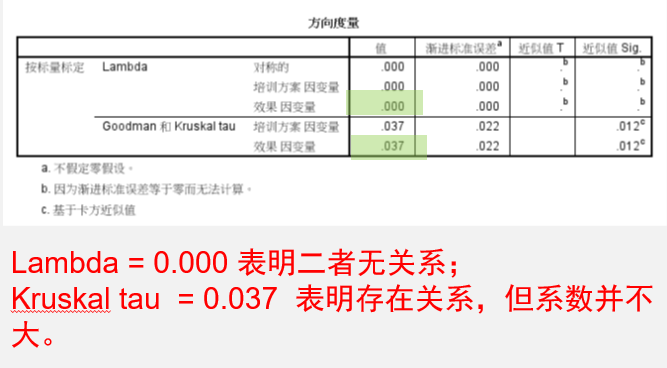 方向度量
值 渐进标准误差a 近似值 T 近似值 Sig.
按标量标定 Lambda 对称的 .000 .000 .b .b
培训方案 因变量 .000 .000 .b .b
效果 因变量 .000 .000 .b .b
Goodman 和 Kruskal tau 培训方案 因变量 .037 .022 .012c
效果 因变量 .037 .022 .012c
a. 不假定零假设。
b. 因为渐进标准误差等于零而无法计算。
c. 基于卡方近似值
Lambda = 0.000 表明二者无关系；
Kruskal tau = 0.037 表明存在关系，但系数并不
大。